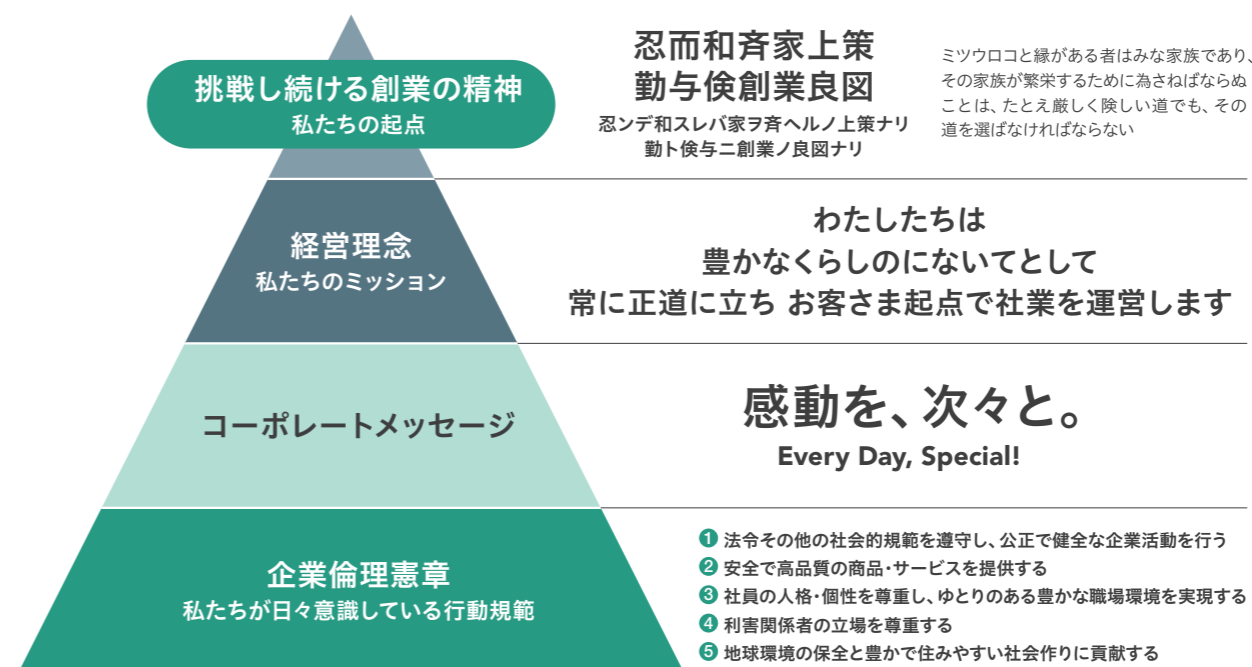 挑戦し続ける創業の精神
私たちの起点
忍而和斉家上策
勤与倹創業良図
忍ンデ和スレバ家ヲ斉ヘルノ上策ナリ
勤ト倹与ニ創業ノ良図ナリ
ミツウロコと縁がある者はみな家族であり、
その家族が繁栄するために為さねばならぬ
ことは、たとえ厳しく険しい道でも、その
道を選ばなければならない
経営理念
私たちのミッション
わたしたちは
豊かなくらしのにないてとして
常に正道に立ち お客さま起点で社業を運営します
コーポレートメッセージ
感動を、次々と。
Every Day, Special!
企業倫理憲章
私たちが日々意識している行動規範
❶ 法令その他の社会的規範を遵守し、公正で健全な企業活動を行う
❷ 安全で高品質の商品・サービスを提供する
❸ 社員の人格・個性を尊重し、ゆとりのある豊かな職場環境を実現する
❹ 利害関係者の立場を尊重する
❺ 地球環境の保全と豊かで住みやすい社会作りに貢献する